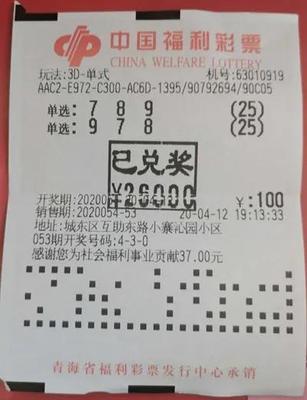 中国福利彩票
CHINA WELFARE LOTTERY
玩法:3D-单式 机号:63010919
AAC2-E972-C300-AC6D-1395/90792694/90C05
单选: 7 8 9 (25)
单选: 9 7 8 (25)
已兑奖
¥26000
开奖期:2020054 ¥:100
销售期:2020054-53 20-04-12 19:13:33
地址:城东区互助东路小寨沁园小区
053期开奖号码:4-3-0
感谢您为社会福利事业贡献37.00元
青海省福利彩票发行中心承销